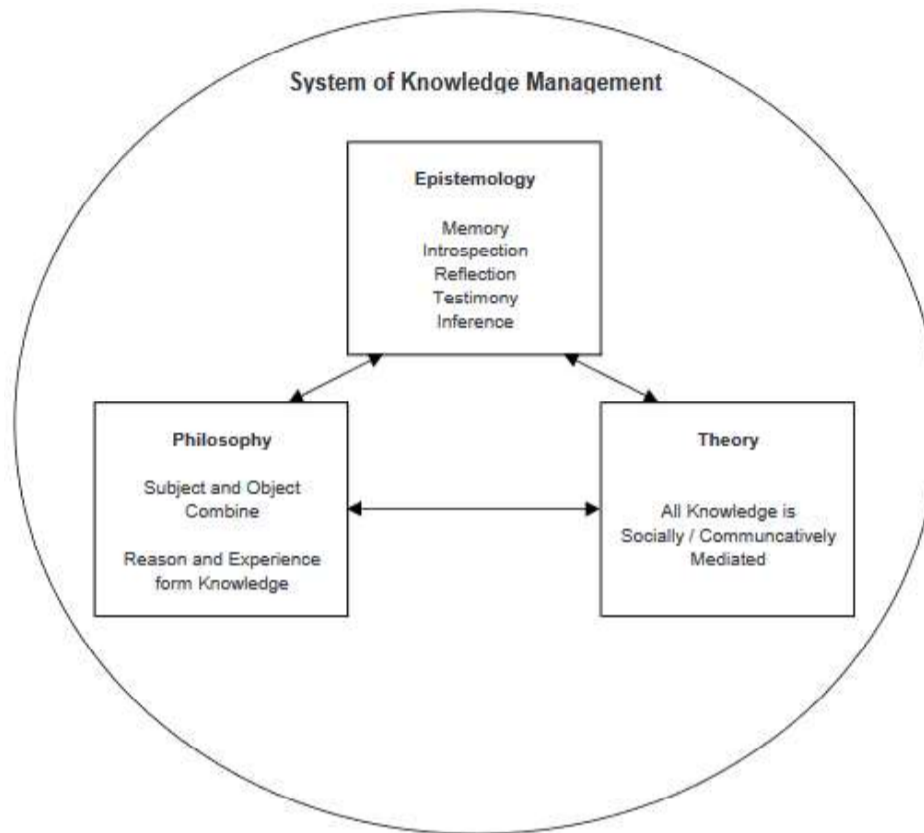 System of Knowledge Management
Epistemology
Memory
Introspection
Reflection
Testimony
Inference
Philosophy
Subject and Object
Combine
Reason and Experience
form Knowledge
Theory
All Knowledge is
Socially / Communcatively
Mediated